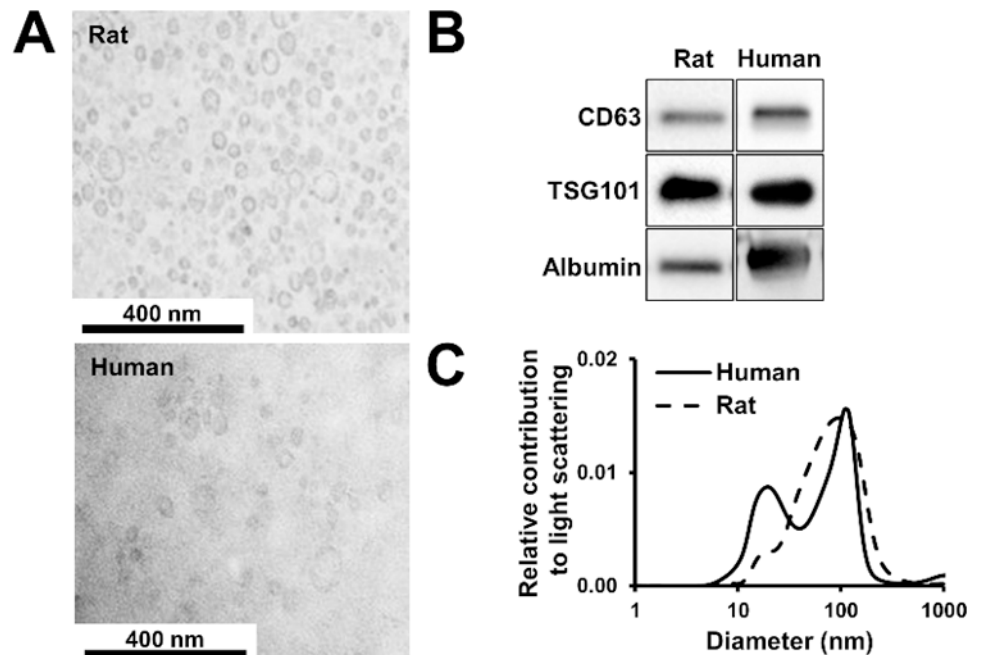 A
Rat
400 nm
Human
400 nm
B
Rat Human
CD63
TSG101
Albumin
C
Relative contribution
to light scattering
0.02
0.01
0.00
Human
Rat
1 10 100 1000
Diameter (nm)